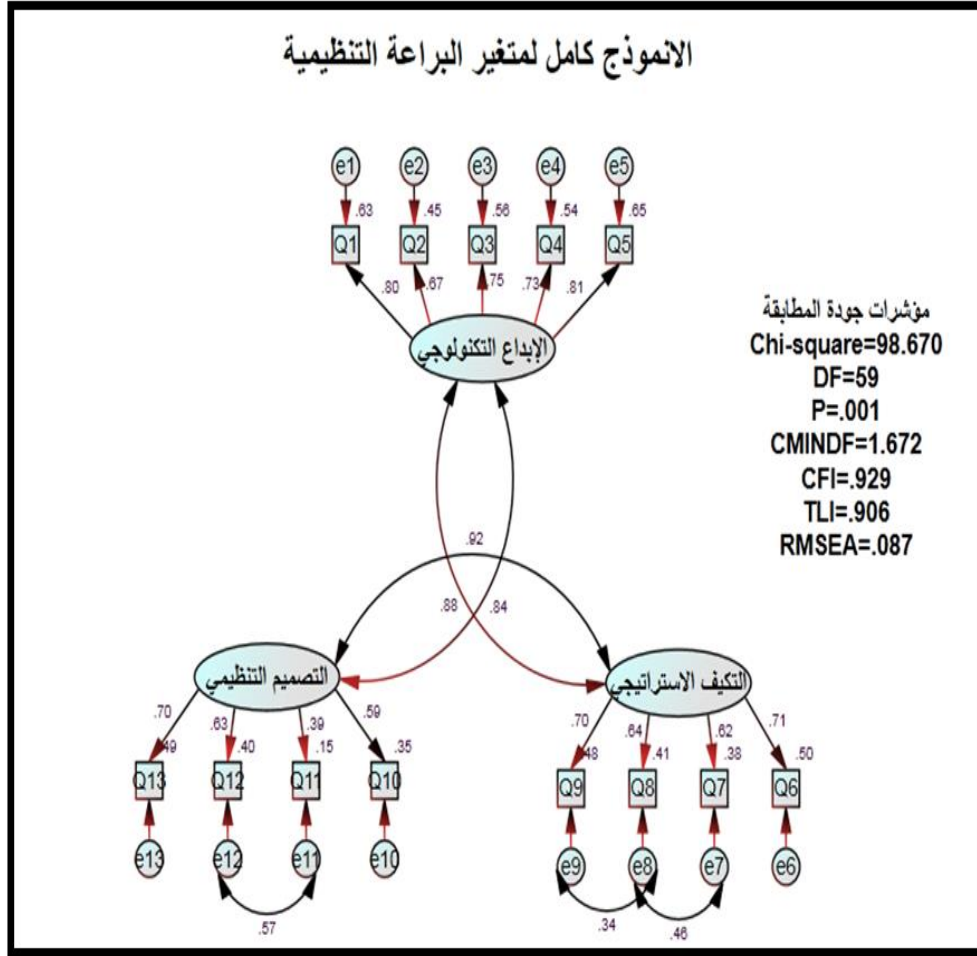 الانموذج كامل لمتغير البراعة التنظيمية
e1 e2 e3 e4 e5
.63 .45 .56 .54 .65
Q1 Q2 Q3 Q4 Q5
.80 .67 .75 .73 .81
الإبداع التكنولوجي
مؤشرات جودة المطابقة
Chi-square=98.670
DF=59
P=.001
CMINDF=1.672
CFI=.929
TLI=.906
RMSEA=.087
.92
.88 .84
التصميم التنظيمي
.70 .63 .39 .59
.49 .40 .15 .35
Q13 Q12 Q11 Q10
e13 e12 e11 e10
.57
التكيف الاستراتيجي
.70 .64 .62 .71
.48 .41 .38 .50
Q9 Q8 Q7 Q6
e9 e8 e7 e6
.34 .46